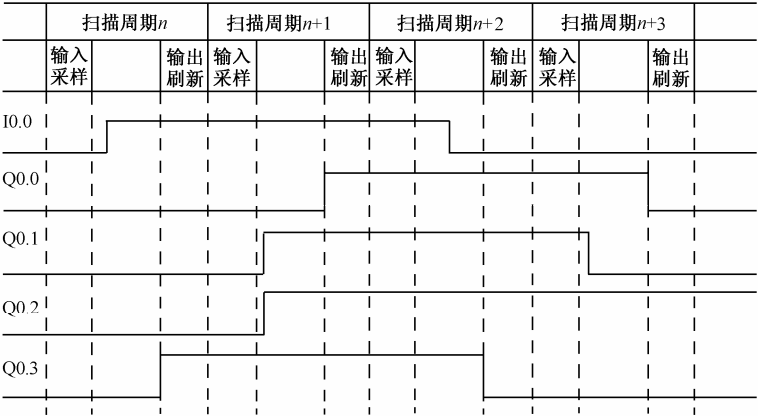 扫描周期n 扫描周期n+1 扫描周期n+2 扫描周期n+3
输入 输出 输入 输出 输入 输出 输入 输出
采样 刷新 采样 刷新 采样 刷新 采样 刷新
I0.0
Q0.0
Q0.1
Q0.2
Q0.3